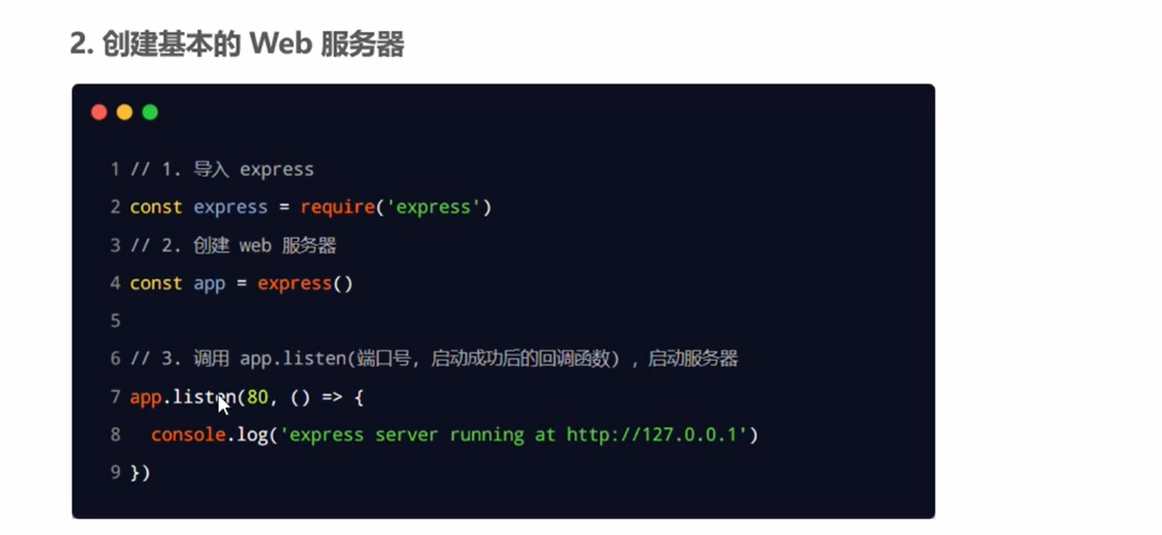 2. 创建基本的 Web 服务器
1 // 1. 导入 express
2 const express = require('express')
3 // 2. 创建 web 服务器
4 const app = express()
5
6 // 3. 调用 app.listen(端口号, 启动成功后的回调函数) , 启动服务器
7 app.listen(80, () => {
8   console.log('express server running at http://127.0.0.1')
9 })